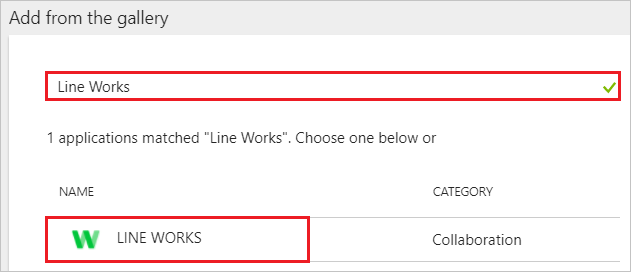 Add from the gallery
Line Works
1 applications matched "Line Works". Choose one below or
NAME CATEGORY
LINE WORKS Collaboration